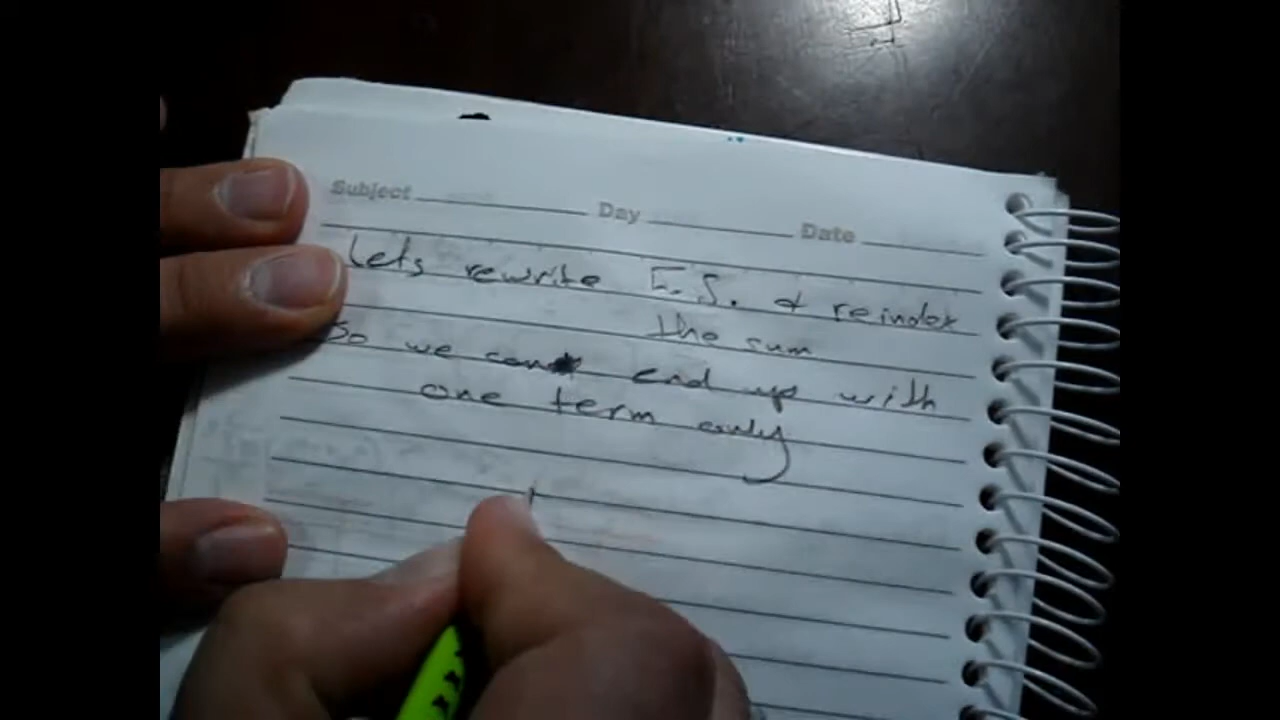 Subject Day Date
Lets rewrite F.S. & reindex
the sum
So we can end up with
one term only